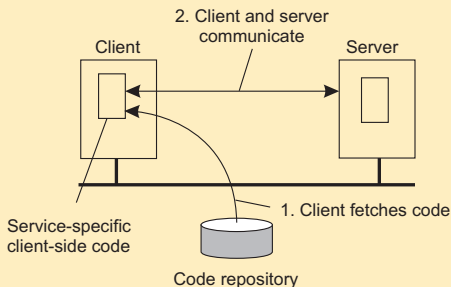 2. Client and server
communicate
Client
Server
1. Client fetches code
Service-specific
client-side code
Code repository